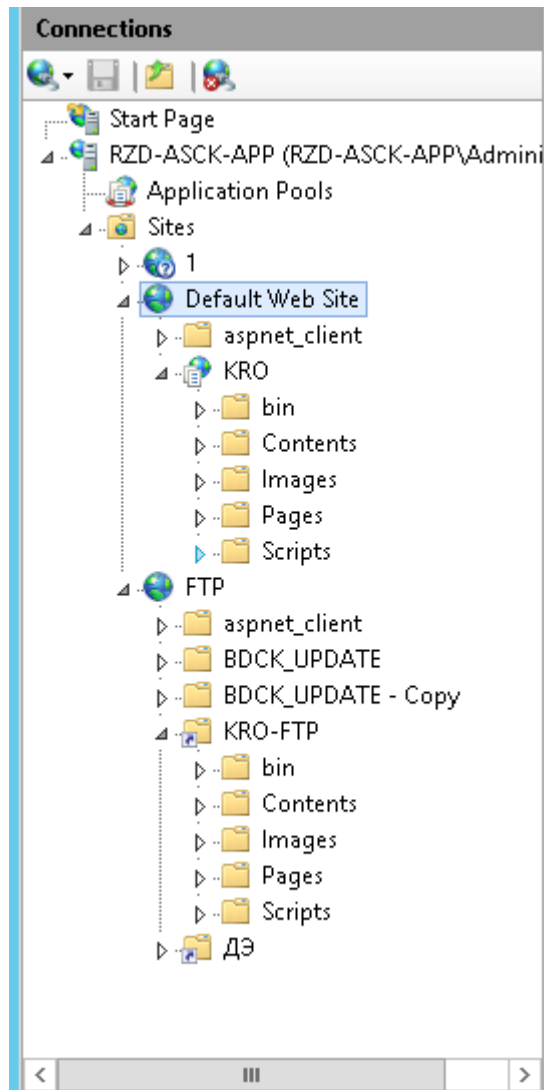 Connections
Start Page
RZD-ASCK-APP (RZD-ASCK-APP\Admini
Application Pools
Sites
1
Default Web Site
aspnet_client
KRO
bin
Contents
Images
Pages
Scripts
FTP
aspnet_client
BDCK_UPDATE
BDCK_UPDATE - Copy
KRO-FTP
bin
Contents
Images
Pages
Scripts
ДЭ